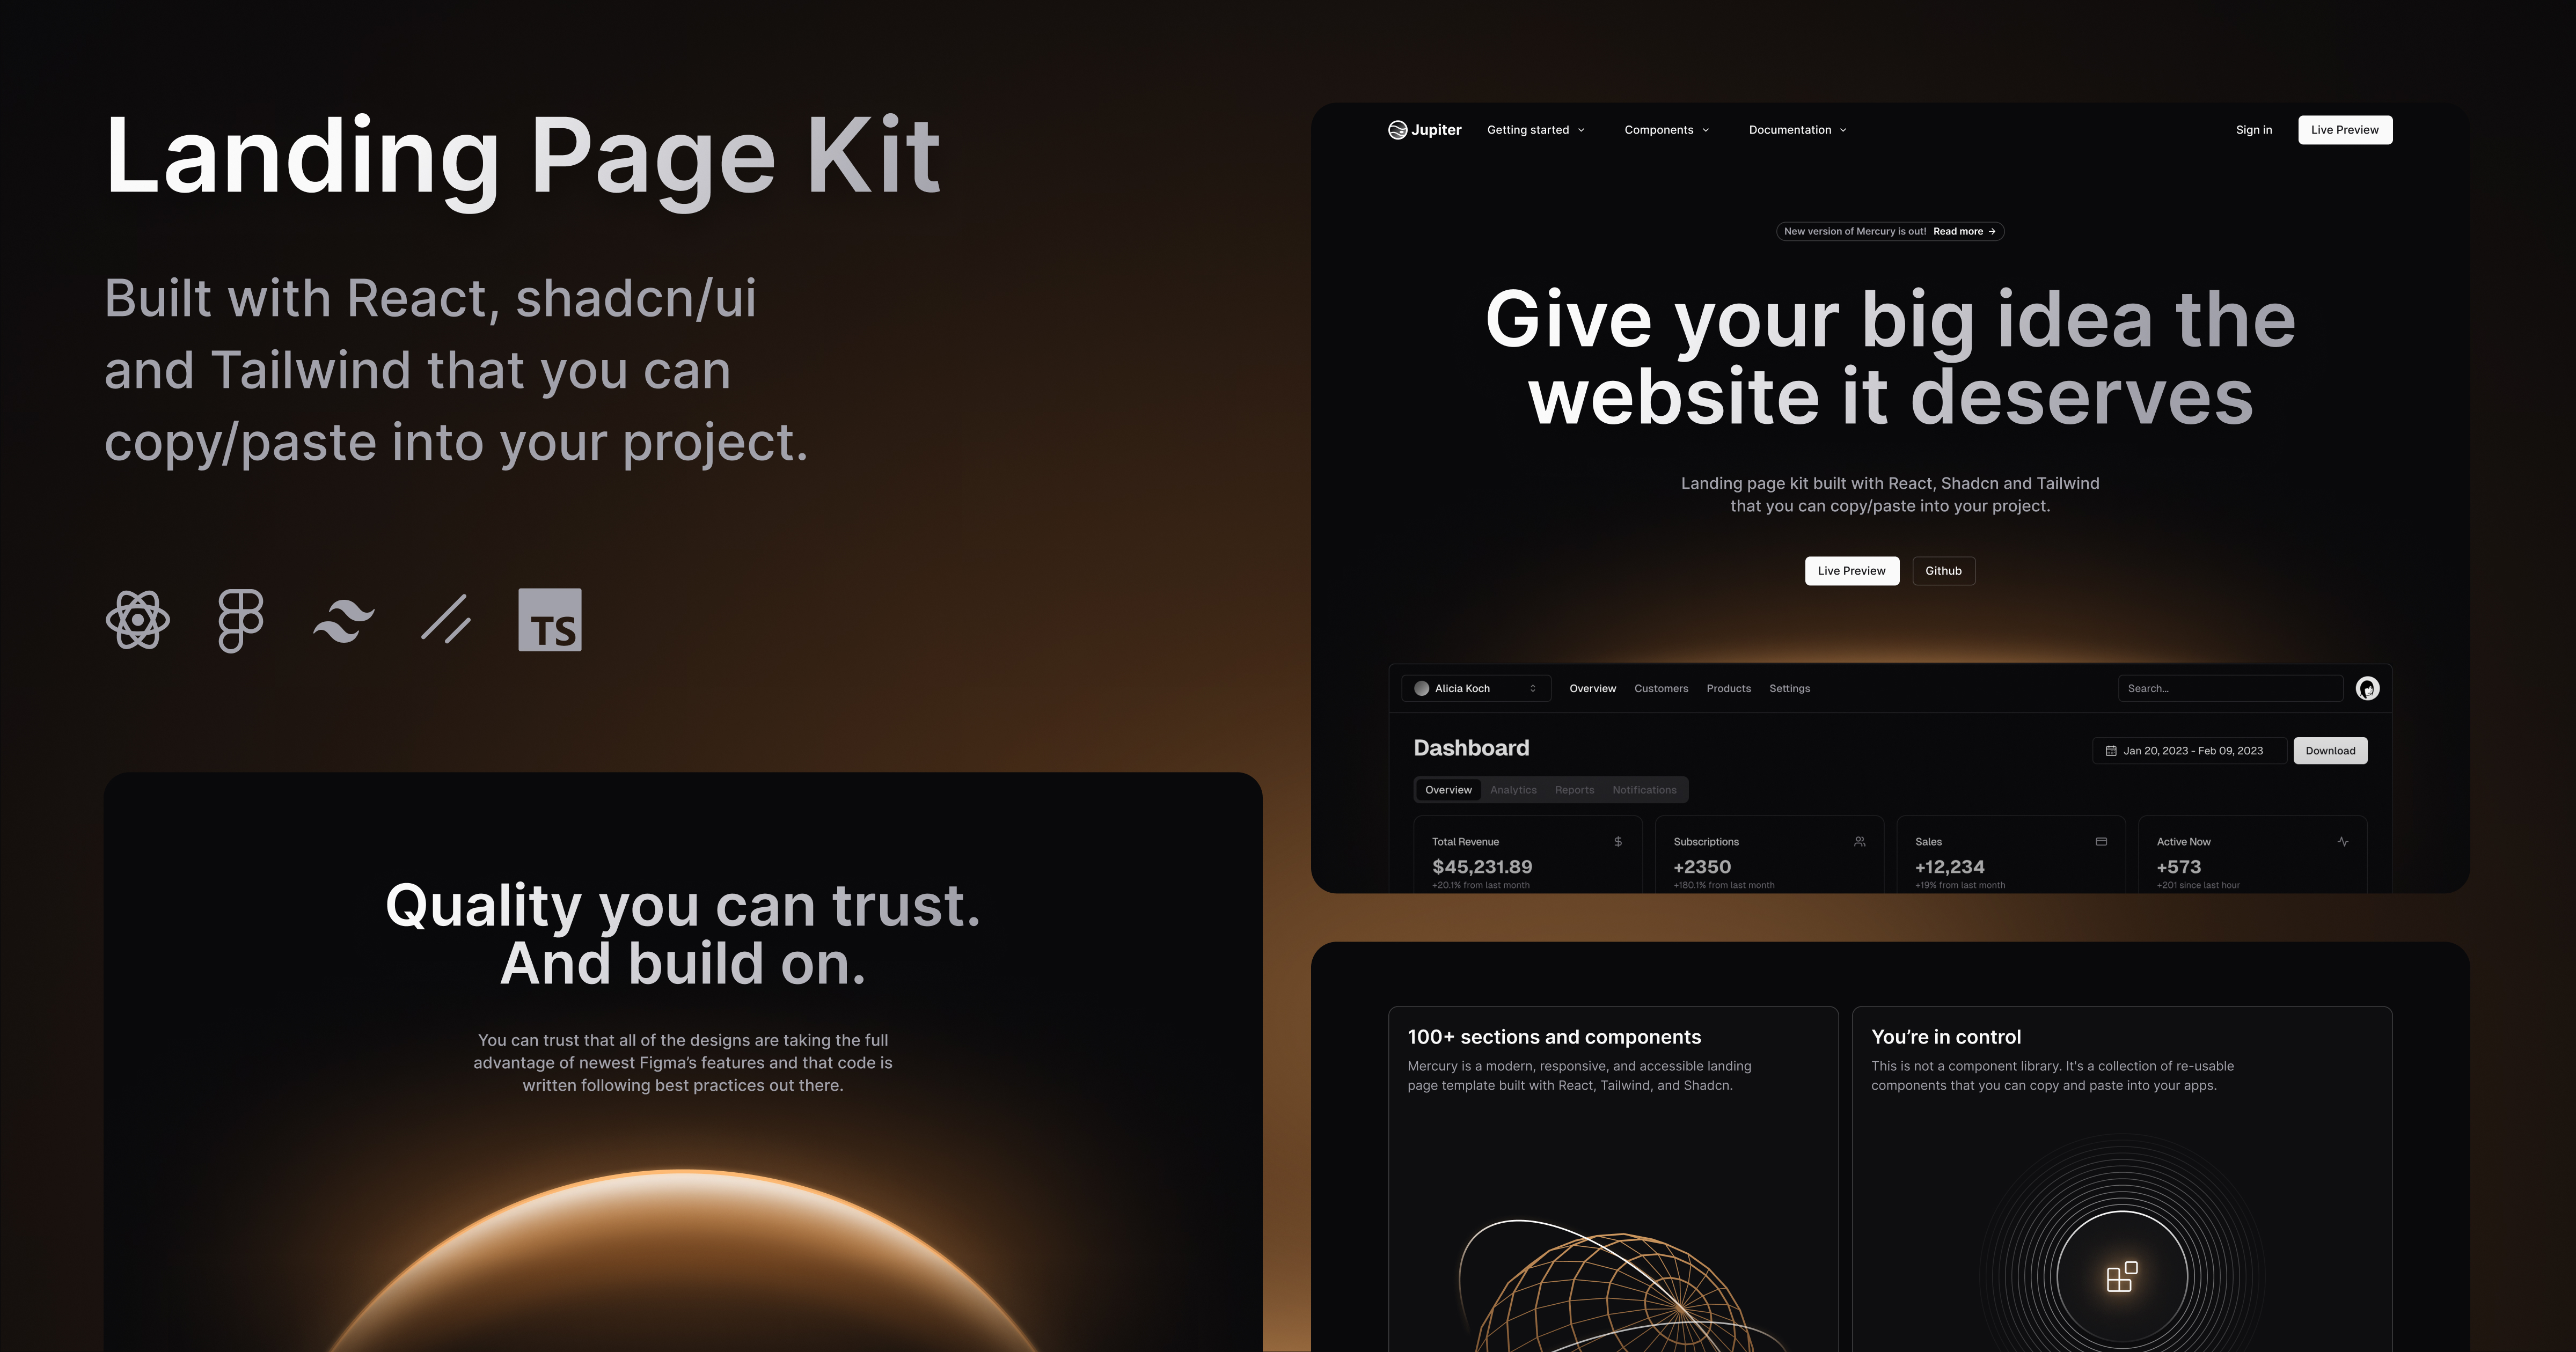 Landing Page Kit
Built with React, shadcn/ui
and Tailwind that you can
copy/paste into your project.
TS
Quality you can trust.
And build on.
You can trust that all of the designs are taking the full
advantage of newest Figma’s features and that code is
written following best practices out there.
Jupiter Getting started Components Documentation Sign in Live Preview
New version of Mercury is out! Read more →
Give your big idea the
website it deserves
Landing page kit built with React, Shadcn and Tailwind
that you can copy/paste into your project.
Live Preview Github
Alicia Koch Overview Customers Products Settings Search...
Dashboard Jan 20, 2023 - Feb 09, 2023 Download
Overview Analytics Reports Notifications
Total Revenue $ Subscriptions Sales Active Now
$45,231.89 +2350 +12,234 +573
+20.1% from last month +180.1% from last month +19% from last month +201 since last hour
100+ sections and components
Mercury is a modern, responsive, and accessible landing
page template built with React, Tailwind, and Shadcn.
You’re in control
This is not a component library. It's a collection of re-usable
components that you can copy and paste into your apps.